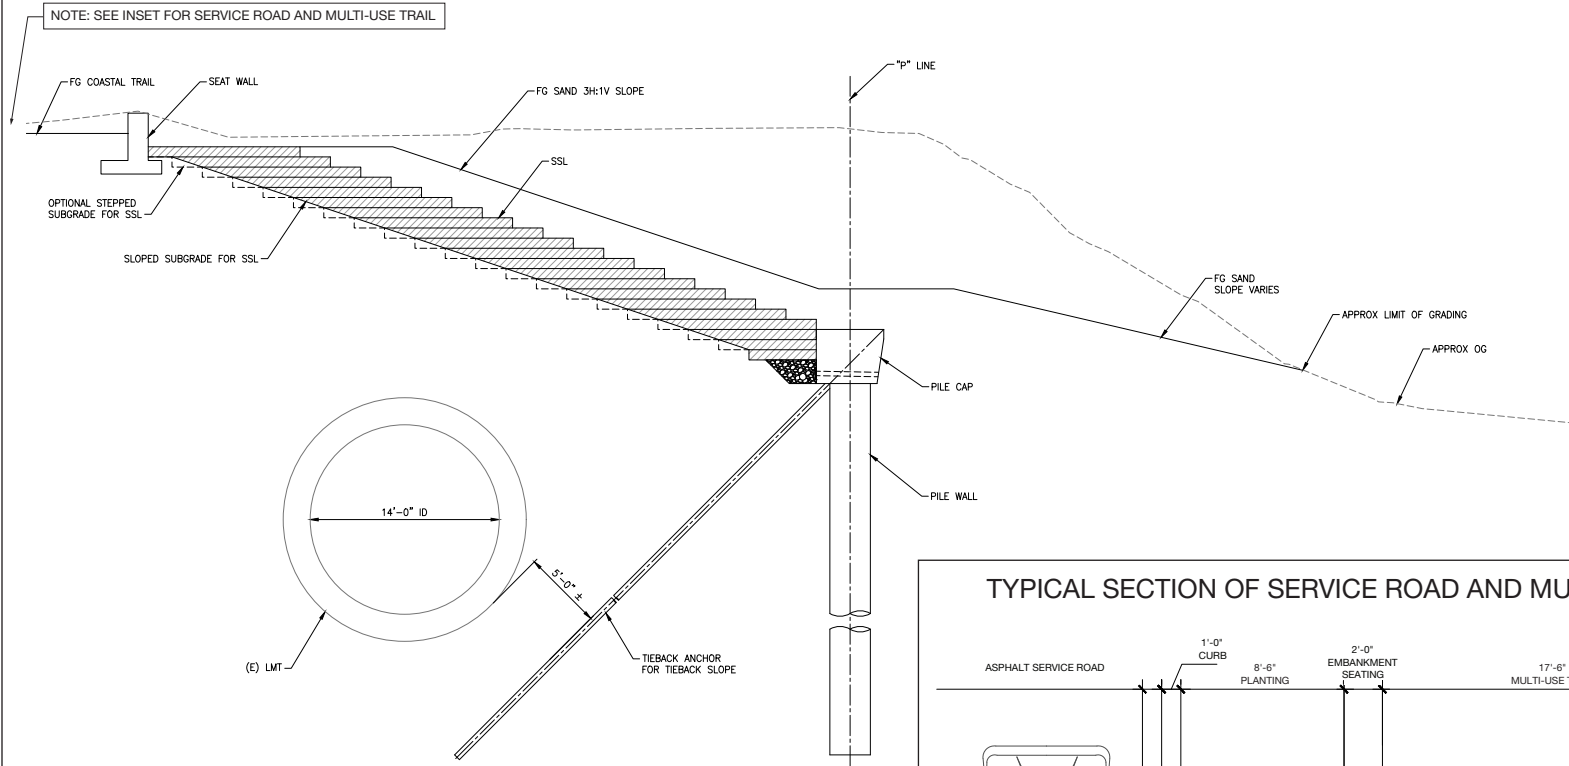 NOTE: SEE INSET FOR SERVICE ROAD AND MULTI-USE TRAIL
"P" LINE
FG COASTAL TRAIL
SEAT WALL
FG SAND 3H:1V SLOPE
SSL
OPTIONAL STEPPED
SUBGRADE FOR SSL
SLOPED SUBGRADE FOR SSL
FG SAND
SLOPE VARIES
APPROX LIMIT OF GRADING
APPROX OG
PILE CAP
PILE WALL
14'-0" ID
5'-0" ±
(E) LMT
TIEBACK ANCHOR
FOR TIEBACK SLOPE
TYPICAL SECTION OF SERVICE ROAD AND MU
ASPHALT SERVICE ROAD
1'-0"
CURB
8'-6"
PLANTING
2'-0"
EMBANKMENT
SEATING
17'-6"
MULTI-USE